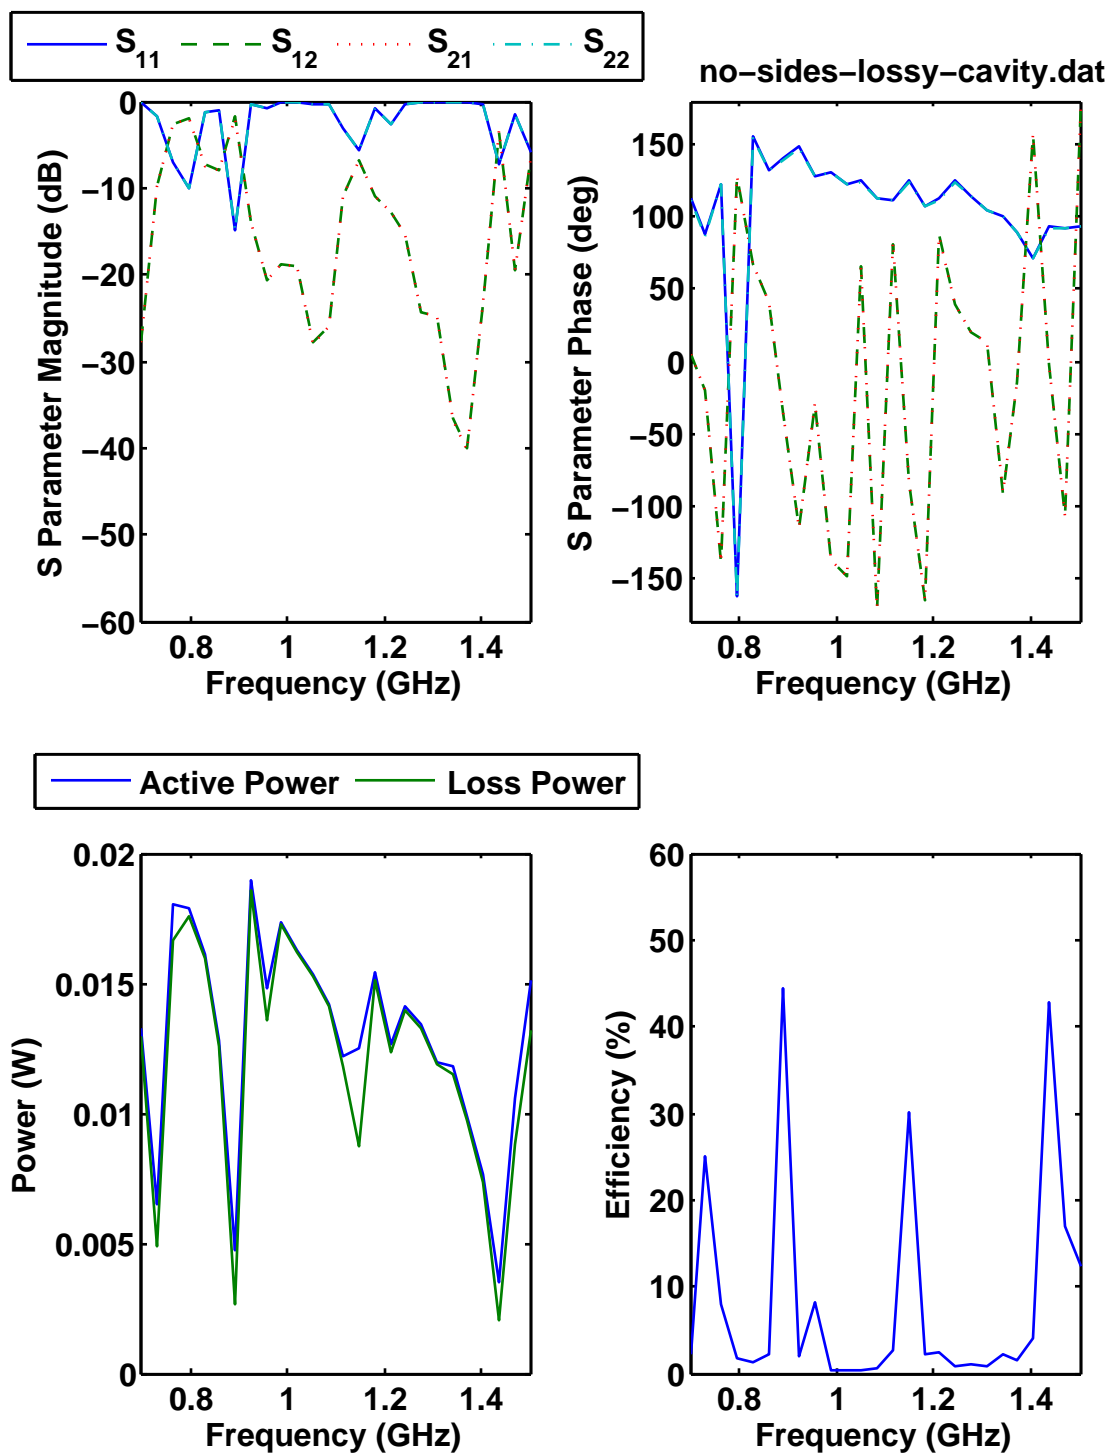 S11 S12 S21 S22
no−sides−lossy−cavity.dat
0
−10
−20
−30
−40
−50
−60
S Parameter Magnitude (dB)
0.8 1 1.2 1.4
Frequency (GHz)
150
100
50
0
−50
−100
−150
S Parameter Phase (deg)
0.8 1 1.2 1.4
Frequency (GHz)
Active Power Loss Power
0.02
0.015
0.01
0.005
0
Power (W)
0.8 1 1.2 1.4
Frequency (GHz)
60
50
40
30
20
10
0
Efficiency (%)
0.8 1 1.2 1.4
Frequency (GHz)